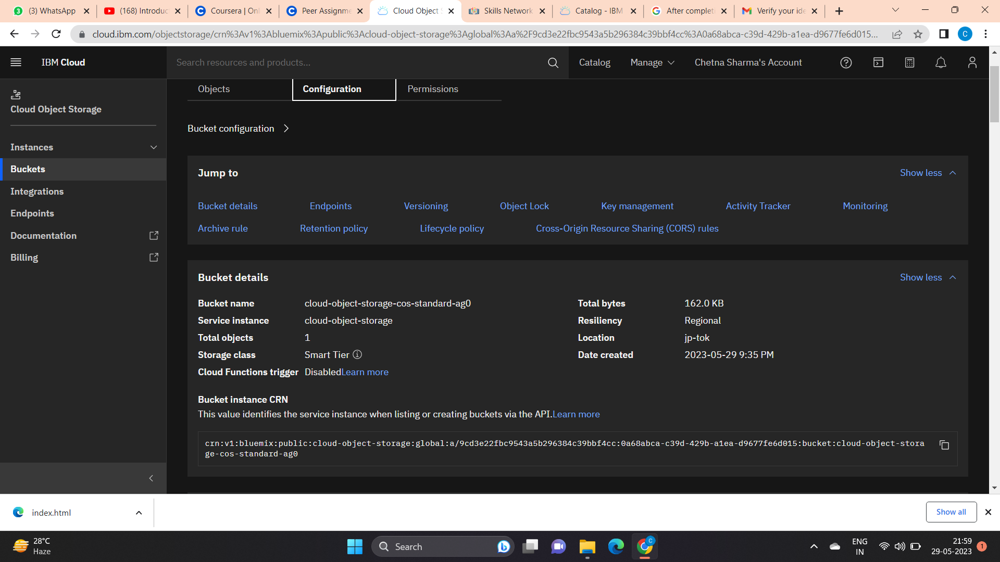 3 (3) WhatsApp (168) Introduc Coursera | Onl Peer Assignme Cloud Object S Skills Network Catalog - IBM After completi Verify your ide
cloud.ibm.com/objectstorage/crn%3Av1%3Abluemix%3Apublic%3Acloud-object-storage%3Aglobal%3Aa%2F9cd3e22fbc9543a5b296384c39bbf4cc%3A0a68abca-c39d-429b-a1ea-d9677fe6d015... C
IBM Cloud Search resources and products... Catalog Manage Chetna Sharma's Account
Objects Configuration Permissions
Cloud Object Storage
Bucket configuration
Instances
Buckets
Integrations
Endpoints
Documentation
Billing
Jump to Show less
Bucket details Endpoints Versioning Object Lock Key management Activity Tracker Monitoring
Archive rule Retention policy Lifecycle policy Cross-Origin Resource Sharing (CORS) rules
Bucket details Show less
Bucket name cloud-object-storage-cos-standard-ag0 Total bytes 162.0 KB
Service instance cloud-object-storage Resiliency Regional
Total objects 1 Location jp-tok
Storage class Smart Tier Date created 2023-05-29 9:35 PM
Cloud Functions trigger DisabledLearn more
Bucket instance CRN
This value identifies the service instance when listing or creating buckets via the API.Learn more
crn:v1:bluemix:public:cloud-object-storage:global:a/9cd3e22fbc9543a5b296384c39bbf4cc:0a68abca-c39d-429b-a1ea-d9677fe6d015:bucket:cloud-object-stora
ge-cos-standard-ag0
index.html Show all
28°C
Haze
Search
C
ENG
IN
21:59
29-05-2023
1